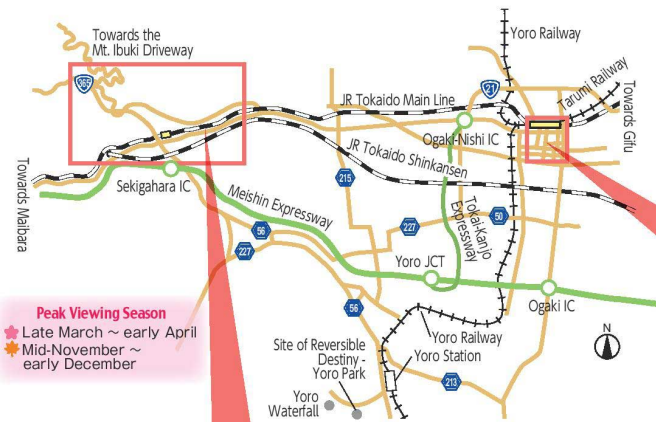 Towards the
Mt. Ibuki Driveway
365
Yoro Railway
21
JR Tokaido Main Line
Tarumi Railway
Towards Gifu
Ogaki-Nishi IC
JR Tokaido Shinkansen
Towards Maibara
Sekigahara IC
215
Meishin Expressway
Tokai-Kanjo
Expressway
56
227
227
50
Yoro JCT
Ogaki IC
56
Peak Viewing Season
Late March ~ early April
Mid-November ~
early December
Yoro Railway
Yoro Station
Site of Reversible
Destiny -
Yoro Park
Yoro
Waterfall
213
N